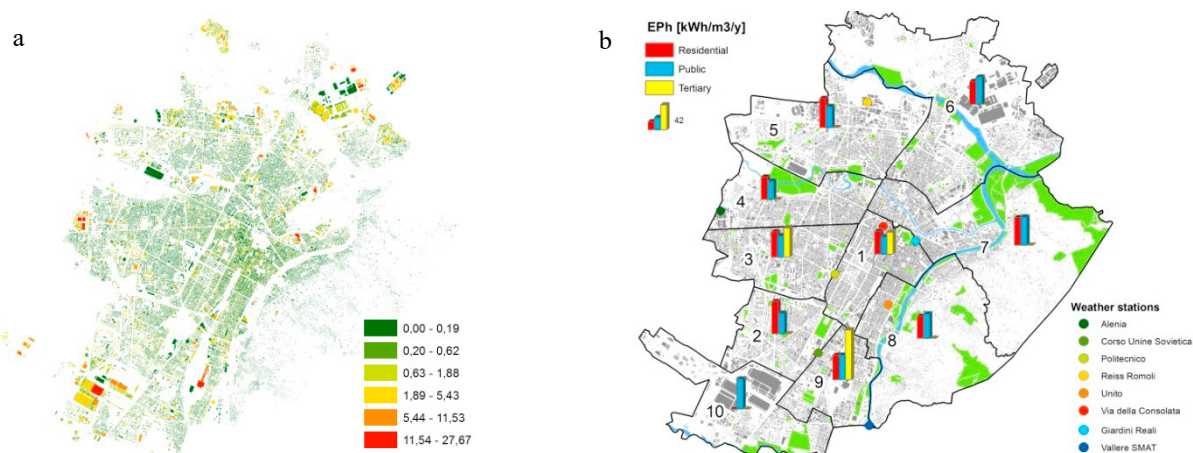 a
0,00 - 0,19
0,20 - 0,62
0,63 - 1,88
1,89 - 5,43
5,44 - 11,53
11,54 - 27,67
b
EPh [kWh/m3/y]
Residential
Public
Tertiary
42
6
5
4
7
3
1
2
8
9
10
Weather stations
Alenia
Corso Unine Sovietica
Politecnico
Reiss Romoli
Unito
Via della Consolata
Giardini Reali
Vallere SMAT